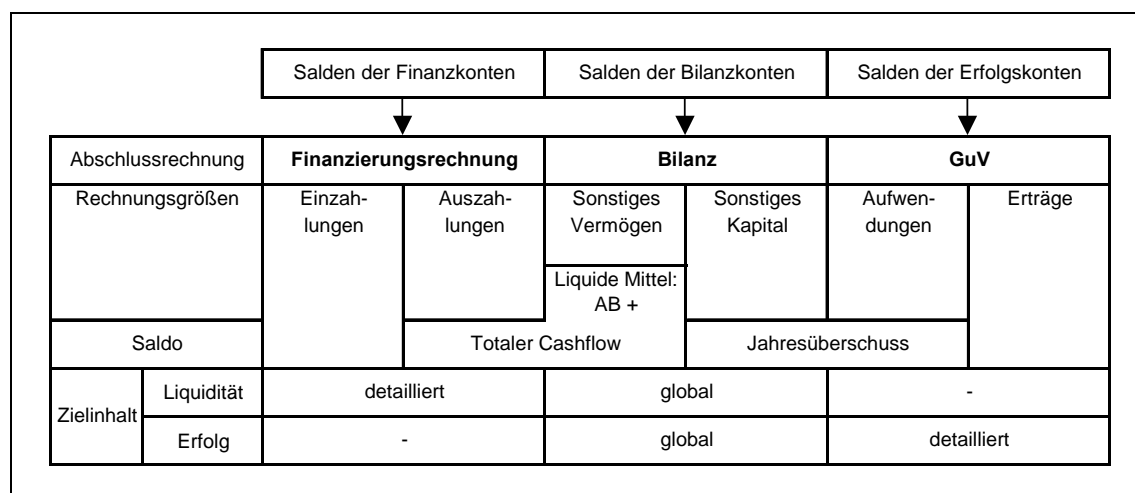 Salden der Finanzkonten Salden der Bilanzkonten Salden der Erfolgskonten
Abschlussrechnung Finanzierungsrechnung Bilanz GuV
Rechnungsgrößen Einzah- Auszah- Sonstiges Sonstiges Aufwen- Erträge
lungen lungen Vermögen Kapital dungen
Liquide Mittel:
AB +
Saldo Totaler Cashflow Jahresüberschuss
Liquidität detailliert global -
Zielinhalt
Erfolg - global detailliert